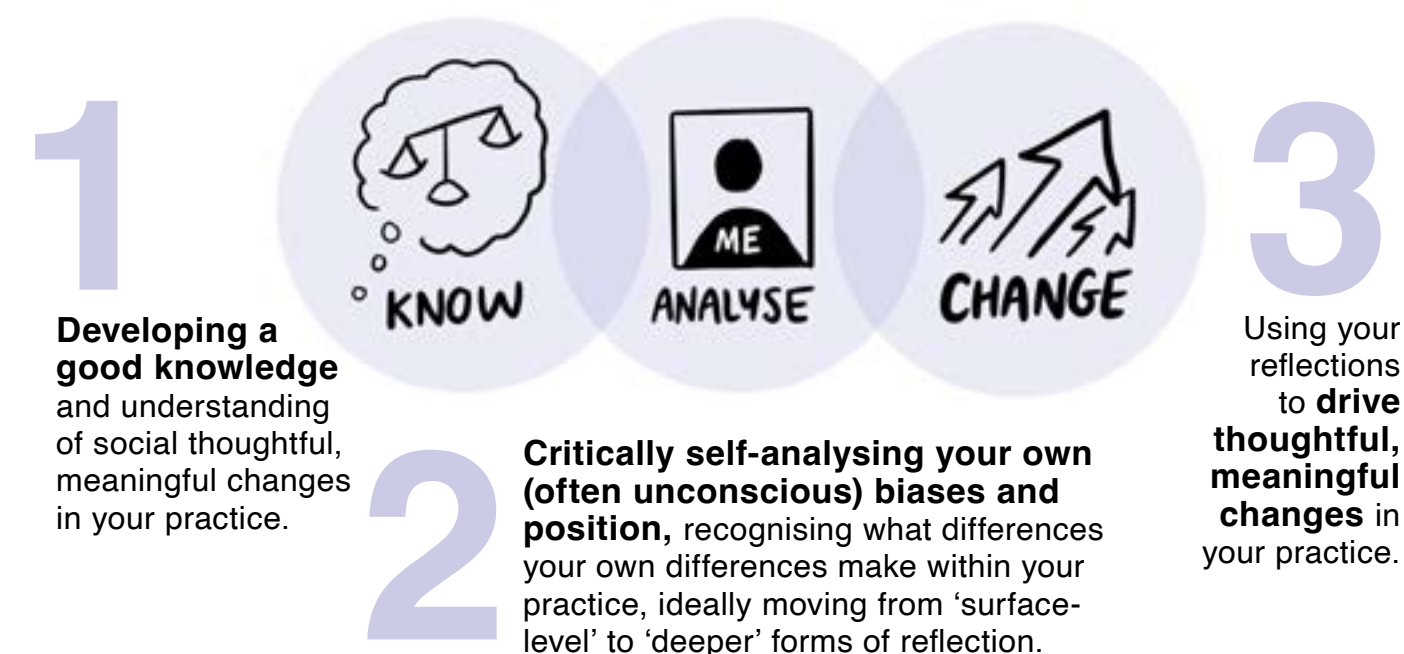 KNOW
ANALYSE
ME
CHANGE
1
Developing a
good knowledge
and understanding
of social thoughtful,
meaningful changes
in your practice.
2
Critically self-analysing your own
(often unconscious) biases and
position, recognising what differences
your own differences make within your
practice, ideally moving from ‘surface-
level’ to ‘deeper’ forms of reflection.
3
Using your
reflections
to drive
thoughtful,
meaningful
changes in
your practice.